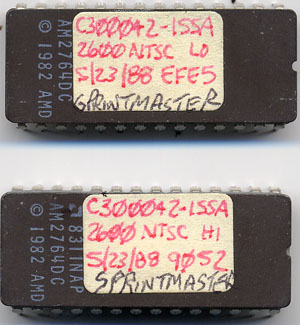 AM2764DC
© 1982 AMD
C300042-155A
2600 NTSC LO
5/23/88 EFE5
SPRINTMASTER
831INAP
AM2764DC
© 1982 AMD
C300042-155A
2600 NTSC HI
5/23/88 9052
SPRINTMASTER